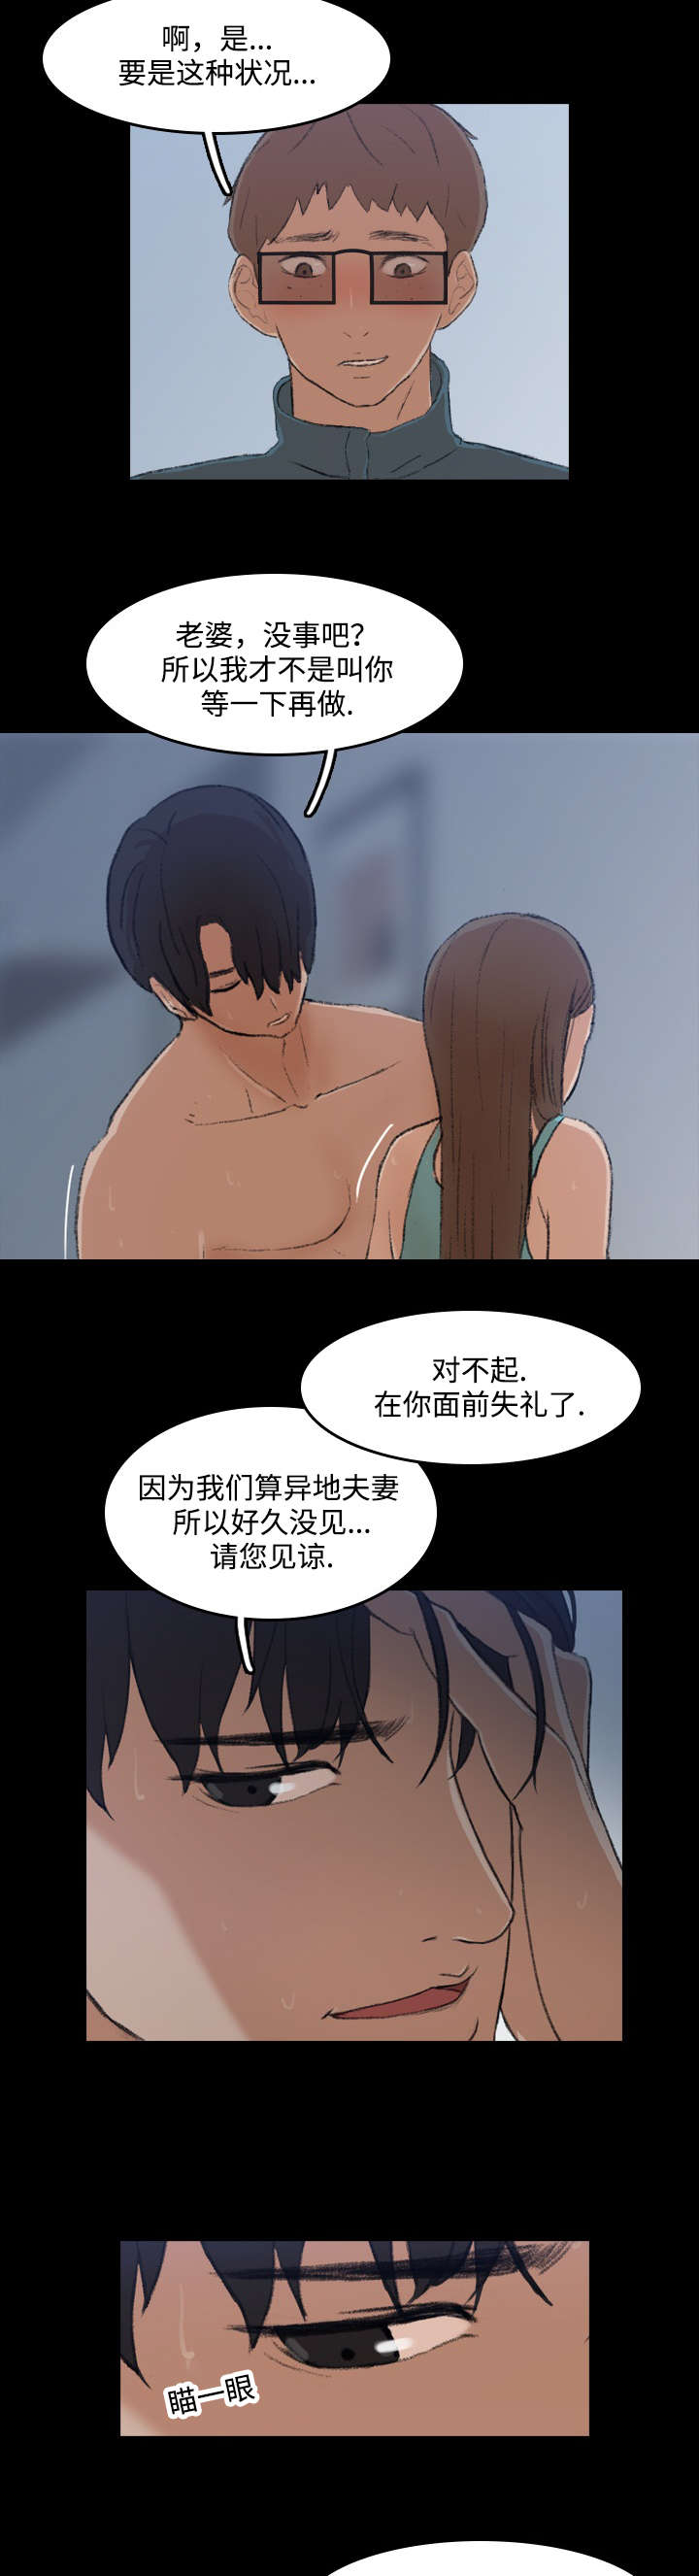 啊，是...
要是这种状况...
老婆，没事吧？
所以我才不是叫你
等一下再做.
对不起.
在你面前失礼了.
因为我们算异地夫妻
所以好久没见...
请您见谅.
瞄一眼